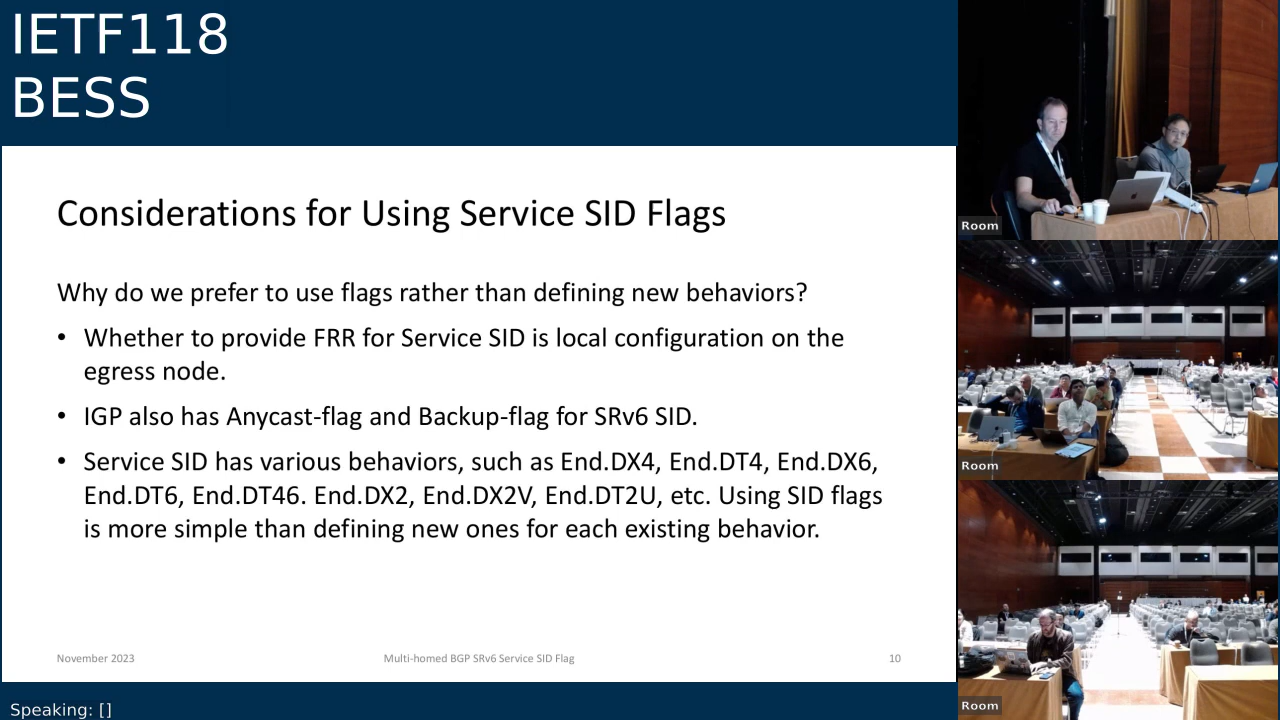 IETF118
BESS
Considerations for Using Service SID Flags
Why do we prefer to use flags rather than defining new behaviors?
• Whether to provide FRR for Service SID is local configuration on the
egress node.
• IGP also has Anycast-flag and Backup-flag for SRv6 SID.
• Service SID has various behaviors, such as End.DX4, End.DT4, End.DX6,
End.DT6, End.DT46. End.DX2, End.DX2V, End.DT2U, etc. Using SID flags
is more simple than defining new ones for each existing behavior.
November 2023
Multi-homed BGP SRv6 Service SID Flag
10
Speaking: []
Room
Room
Room